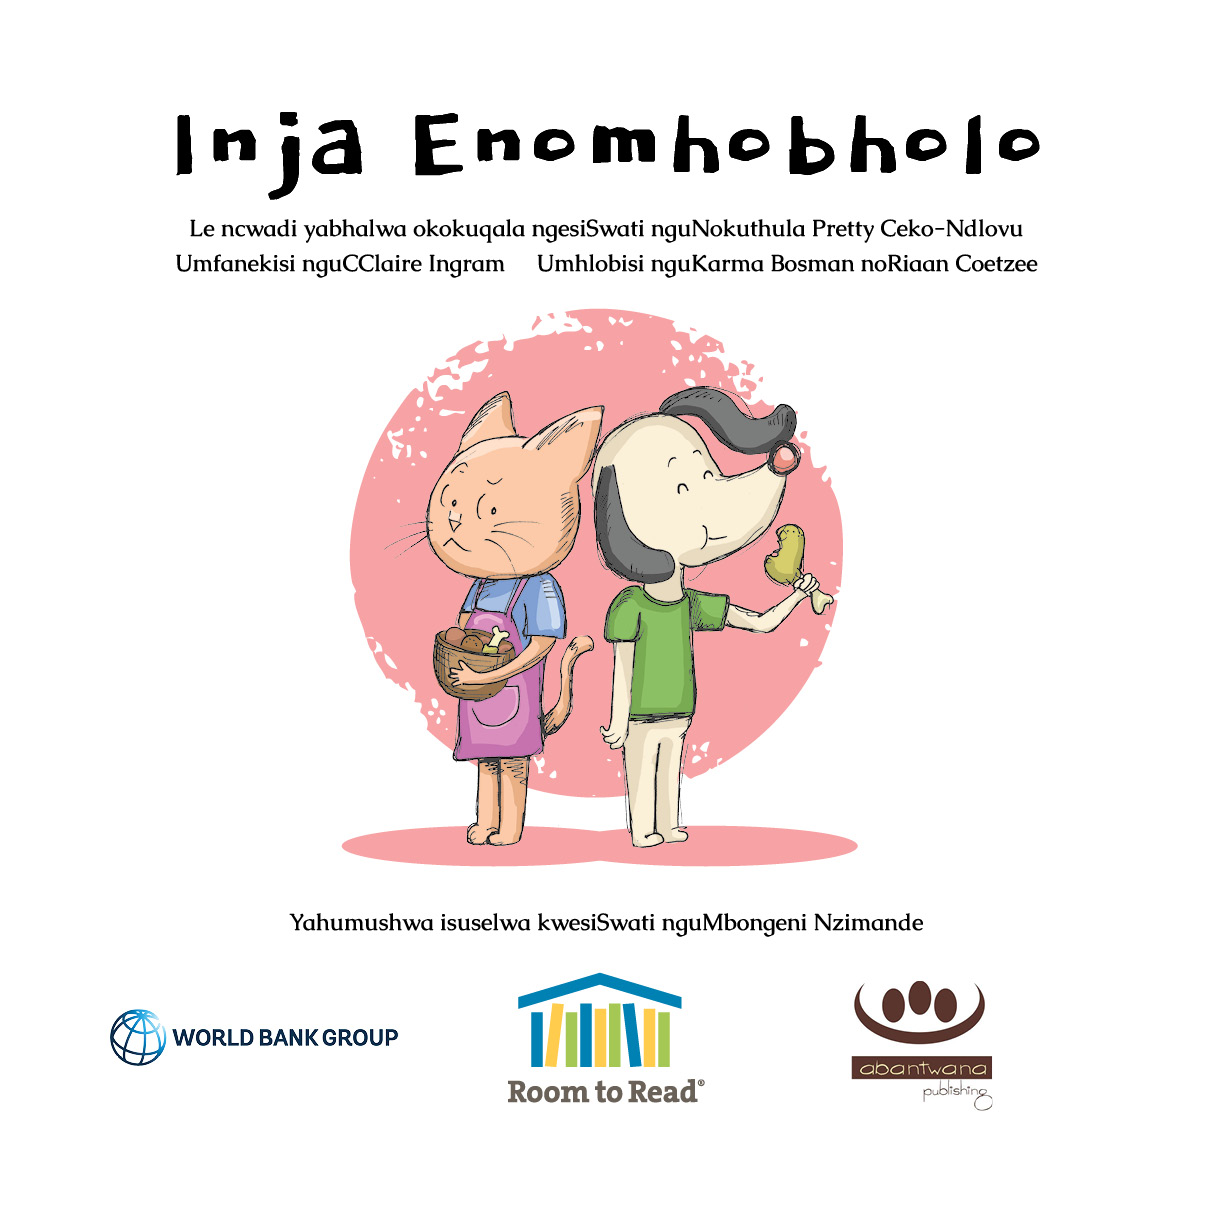 Inja Enomhobholo
Le ncwadi yabhalwa okokuqala ngesiSwati nguNokuthula Pretty Ceko-Ndlovu
Umfanekisi nguCClaire Ingram Umhlobisi nguKarma Bosman noRiaan Coetzee
Yahumushwa isuselwa kwesiSwati nguMbongeni Nzimande
WORLD BANK GROUP
Room to Read®
abantwana
publishing